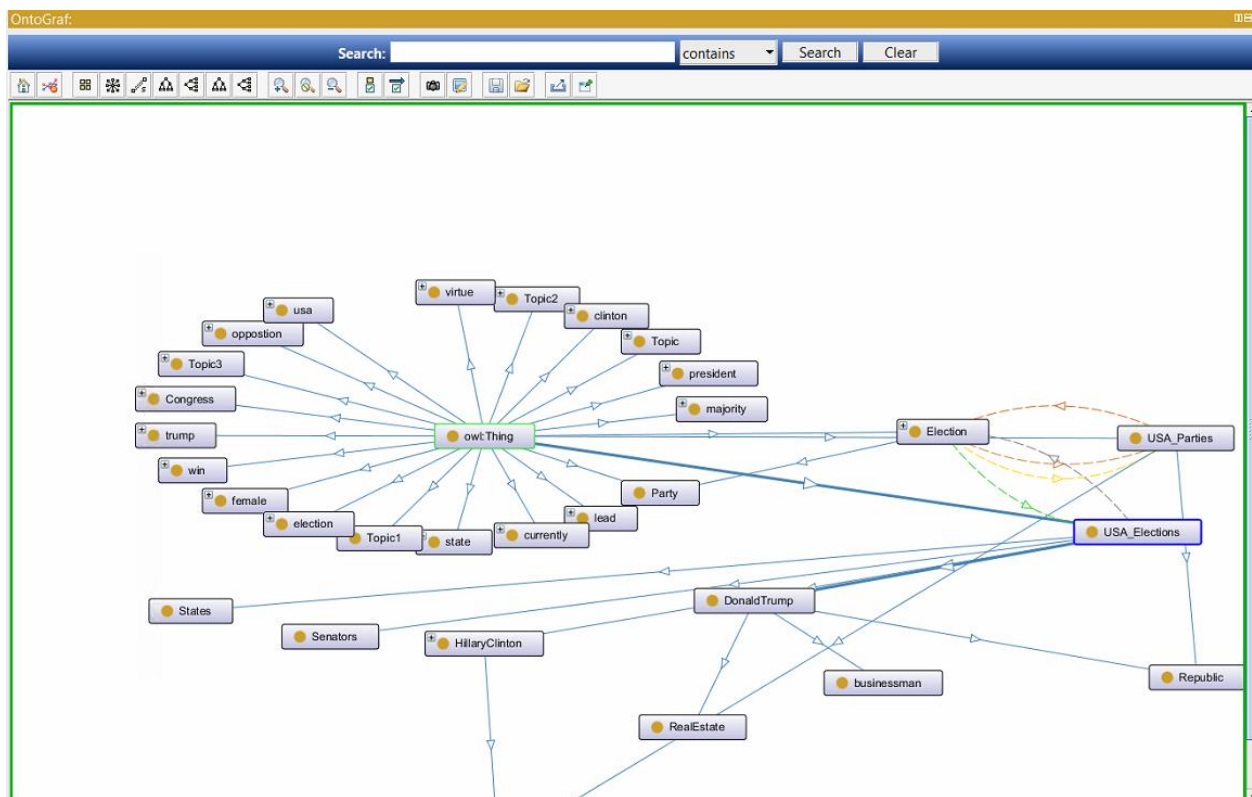 OntoGraf:
Search: contains Search Clear
virtue
Topic2
usa
clinton
oppostion
Topic
Topic3
president
Congress
majority
trump
owl:Thing
Election
USA_Parties
win
female
Party
election
lead
Topic1
state
currently
USA_Elections
States
DonaldTrump
Senators
HillaryClinton
businessman
Republic
RealEstate